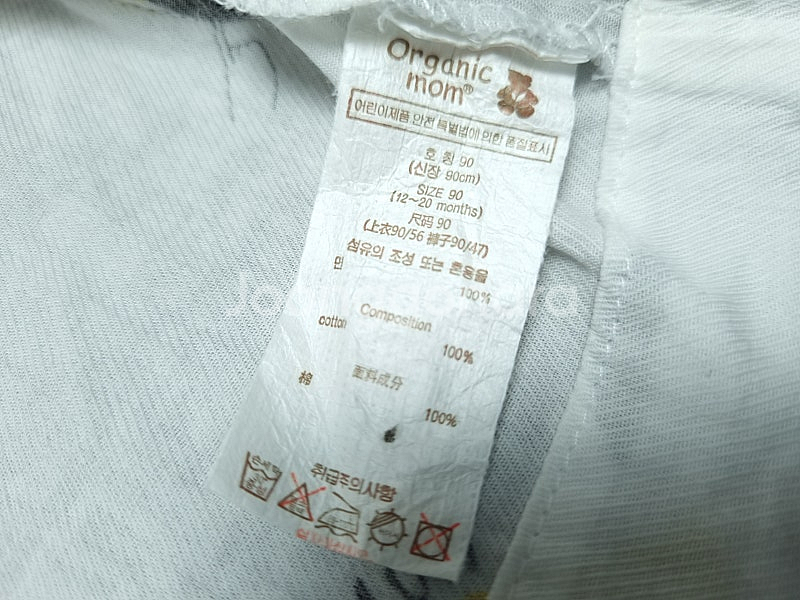 Organic
mom®
어린이제품 안전 특별법에 의한 품질표시
호 칭 90
(신장 90cm)
SIZE 90
(12~20 months)
尺码 90
(上衣90/56 裤子90/47)
섬유의 조성 또는 혼용율
면
100%
Composition
cotton
100%
面料成分
棉
100%
취급주의사항